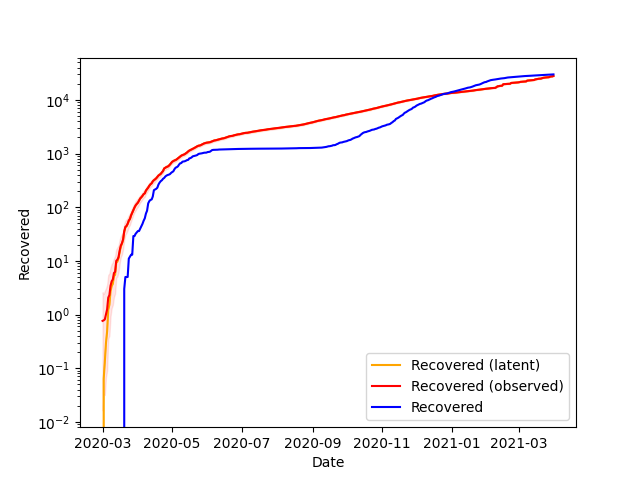 Recovered
10^4
10^3
10^2
10^1
10^0
10^−1
10^−2
Recovered (latent)
Recovered (observed)
Recovered
2020-03 2020-05 2020-07 2020-09 2020-11 2021-01 2021-03
Date